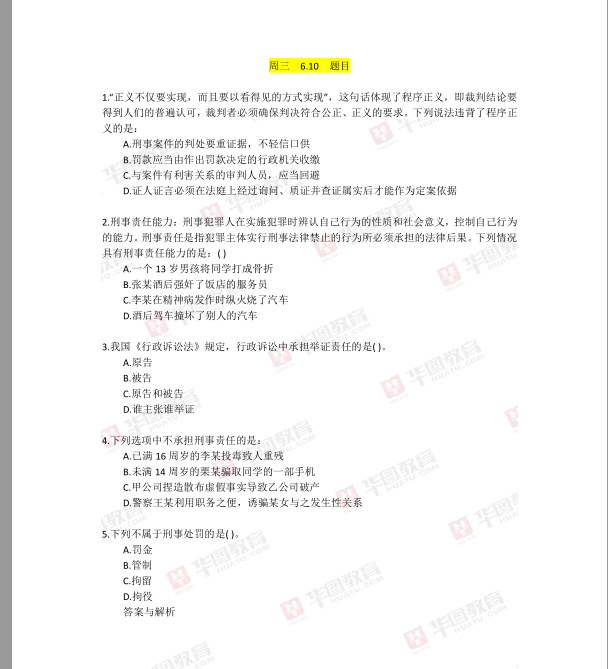 周三 6.10 题目
1.“正义不仅要实现，而且要以看得见的方式实现”，这句话体现了程序正义，即裁判结论要
得到人们的普遍认可，裁判者必须确保判决符合公正、正义的要求。下列说法违背了程序正
义的是：
A.刑事案件的判处要重证据，不轻信口供
B.罚款应当由作出罚款决定的行政机关收缴
C.与案件有利害关系的审判人员，应当回避
D.证人证言必须在法庭上经过询问、质证并查证属实后才能作为定案依据
2.刑事责任能力：刑事犯罪人在实施犯罪时辨认自己行为的性质和社会意义，控制自己行为
的能力。刑事责任是指犯罪主体实行刑事法律禁止的行为所必须承担的法律后果。下列情况
具有刑事责任能力的是：( )
A.一个 13 岁男孩将同学打成骨折
B.张某酒后强奸了饭店的服务员
C.李某在精神病发作时纵火烧了汽车
D.酒后驾车撞坏了别人的汽车
3.我国《行政诉讼法》规定，行政诉讼中承担举证责任的是( )。
A.原告
B.被告
C.原告和被告
D.谁主张谁举证
4.下列选项中不承担刑事责任的是：
A.已满 16 周岁的李某投毒致人重残
B.未满 14 周岁的栗某骗取同学的一部手机
C.甲公司捏造散布虚假事实导致乙公司破产
D.警察王某利用职务之便，诱骗某女与之发生性关系
5.下列不属于刑事处罚的是( )。
A.罚金
B.管制
C.拘留
D.拘役
答案与解析
华图教育
HUATU.COM